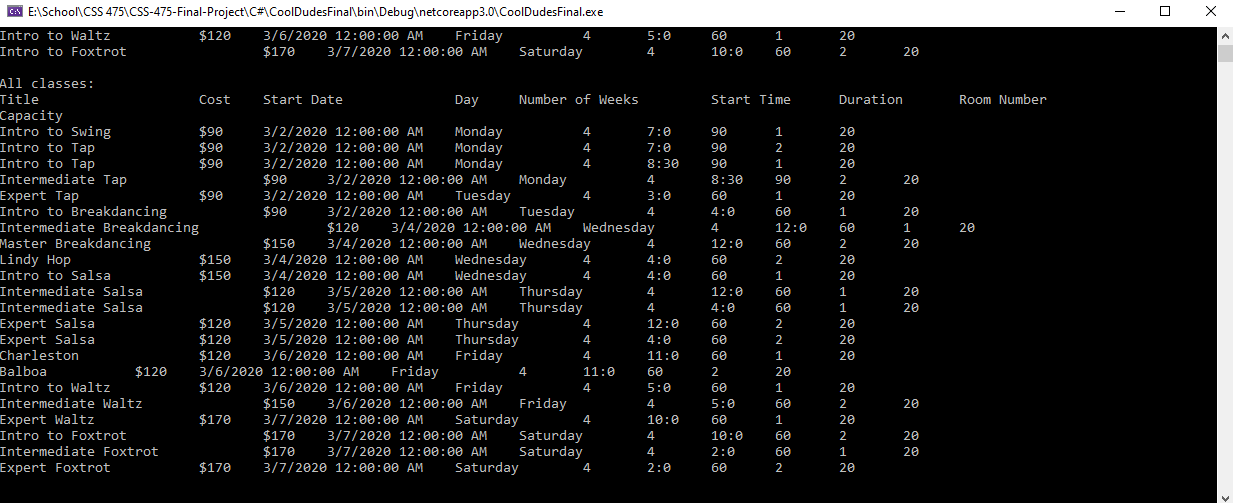 E:\School\CSS 475\CSS-475-Final-Project\C#\CoolDudesFinal\bin\Debug\netcoreapp3.0\CoolDudesFinal.exe
Intro to Waltz $120 3/6/2020 12:00:00 AM Friday 4 5:0 60 1 20
Intro to Foxtrot $170 3/7/2020 12:00:00 AM Saturday 4 10:0 60 2 20
All classes:
Title Cost Start Date Day Number of Weeks Start Time Duration Room Number
Capacity
Intro to Swing $90 3/2/2020 12:00:00 AM Monday 4 7:0 90 1 20
Intro to Tap $90 3/2/2020 12:00:00 AM Monday 4 7:0 90 2 20
Intro to Tap $90 3/2/2020 12:00:00 AM Monday 4 8:30 90 1 20
Intermediate Tap $90 3/2/2020 12:00:00 AM Monday 4 8:30 90 2 20
Expert Tap $90 3/2/2020 12:00:00 AM Tuesday 4 3:0 60 1 20
Intro to Breakdancing $90 3/2/2020 12:00:00 AM Tuesday 4 4:0 60 1 20
Intermediate Breakdancing $120 3/4/2020 12:00:00 AM Wednesday 4 12:0 60 1 20
Master Breakdancing $150 3/4/2020 12:00:00 AM Wednesday 4 12:0 60 2 20
Lindy Hop $150 3/4/2020 12:00:00 AM Wednesday 4 4:0 60 2 20
Intro to Salsa $150 3/4/2020 12:00:00 AM Wednesday 4 4:0 60 1 20
Intermediate Salsa $120 3/5/2020 12:00:00 AM Thursday 4 12:0 60 1 20
Intermediate Salsa $120 3/5/2020 12:00:00 AM Thursday 4 4:0 60 1 20
Expert Salsa $120 3/5/2020 12:00:00 AM Thursday 4 12:0 60 2 20
Expert Salsa $120 3/5/2020 12:00:00 AM Thursday 4 4:0 60 2 20
Charleston $120 3/6/2020 12:00:00 AM Friday 4 11:0 60 1 20
Balboa $120 3/6/2020 12:00:00 AM Friday 4 11:0 60 2 20
Intro to Waltz $120 3/6/2020 12:00:00 AM Friday 4 5:0 60 1 20
Intermediate Waltz $150 3/6/2020 12:00:00 AM Friday 4 5:0 60 2 20
Expert Waltz $170 3/7/2020 12:00:00 AM Saturday 4 10:0 60 1 20
Intro to Foxtrot $170 3/7/2020 12:00:00 AM Saturday 4 10:0 60 2 20
Intermediate Foxtrot $170 3/7/2020 12:00:00 AM Saturday 4 2:0 60 1 20
Expert Foxtrot $170 3/7/2020 12:00:00 AM Saturday 4 2:0 60 2 20